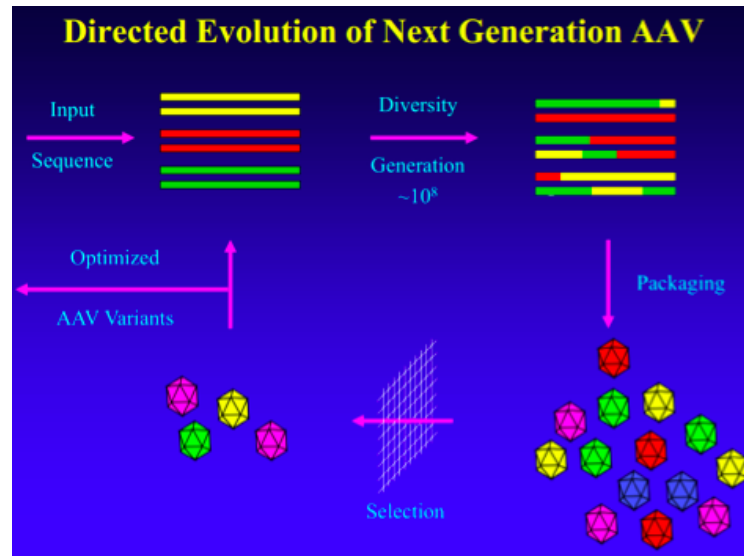 Directed Evolution of Next Generation AAV
Input
Sequence
Diversity
Generation
~10⁸
Packaging
Selection
Optimized
AAV Variants